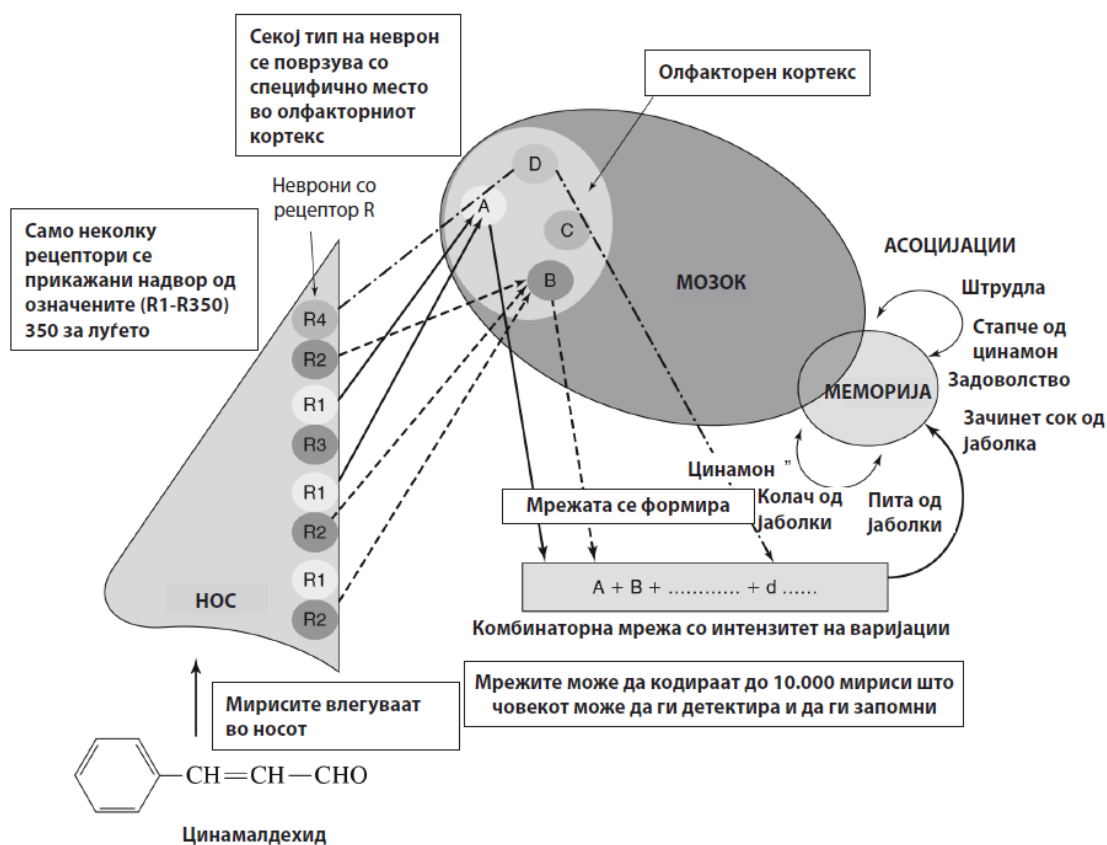 Секој тип на неврон
се поврзува со
специфично место
во олфакторниот
кортекс
Олфакторен кортекс
Неврони со
рецептор R
Само неколку
рецептори се
прикажани надвор од
означените (R1-R350)
350 за луѓето
D
A
C
B
МОЗОК
R4
R2
R1
R3
R1
R2
R1
R2
НОС
АСОЦИЈАЦИИ
Штрудла
Стапче од
цинамон
Задоволство
МЕМОРИЈА
Зачинет сок од
јаболка
Цинамон "
Колач од
јаболки
Пита од
јаболки
Мрежата се формира
A + B + ............ + d ......
Комбинаторна мрежа со интензитет на варијации
Мрежите може да кодираат до 10.000 мириси што
човекот може да ги детектира и да ги запомни
Мирисите влегуваат
во носот
CH=CH—CHO
Цинамалдехид